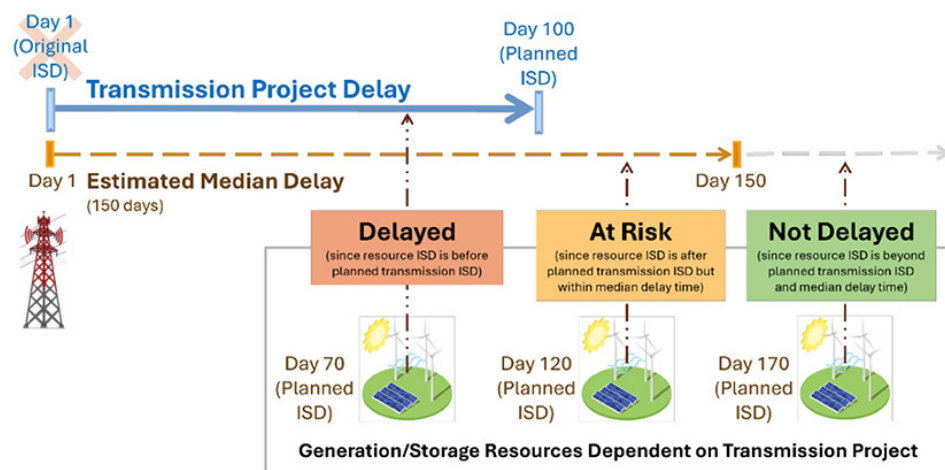 Day 1
(Original
ISD)
Day 100
(Planned
ISD)
Transmission Project Delay
Day 1
Estimated Median Delay
(150 days)
Day 150
Delayed
(since resource ISD is before
planned transmission ISD)
At Risk
(since resource ISD is after
planned transmission ISD but
within median delay time)
Not Delayed
(since resource ISD is beyond
planned transmission ISD
and median delay time)
Day 70
(Planned
ISD)
Day 120
(Planned
ISD)
Day 170
(Planned
ISD)
Generation/Storage Resources Dependent on Transmission Project